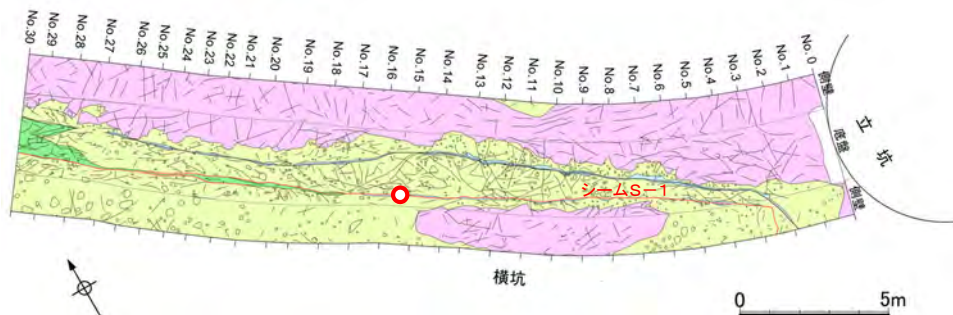 No.30
No.29
No.28
No.27
No.26
No.25
No.24
No.23
No.22
No.21
No.20
No.19
No.18
No.17
No.16
No.15
No.14
No.13
No.12
No.11
No.10
No.9
No.8
No.7
No.6
No.5
No.4
No.3
No.2
No.1
No.0
側壁
底盤
側壁
立坑
シームS-1
横坑
0 5m